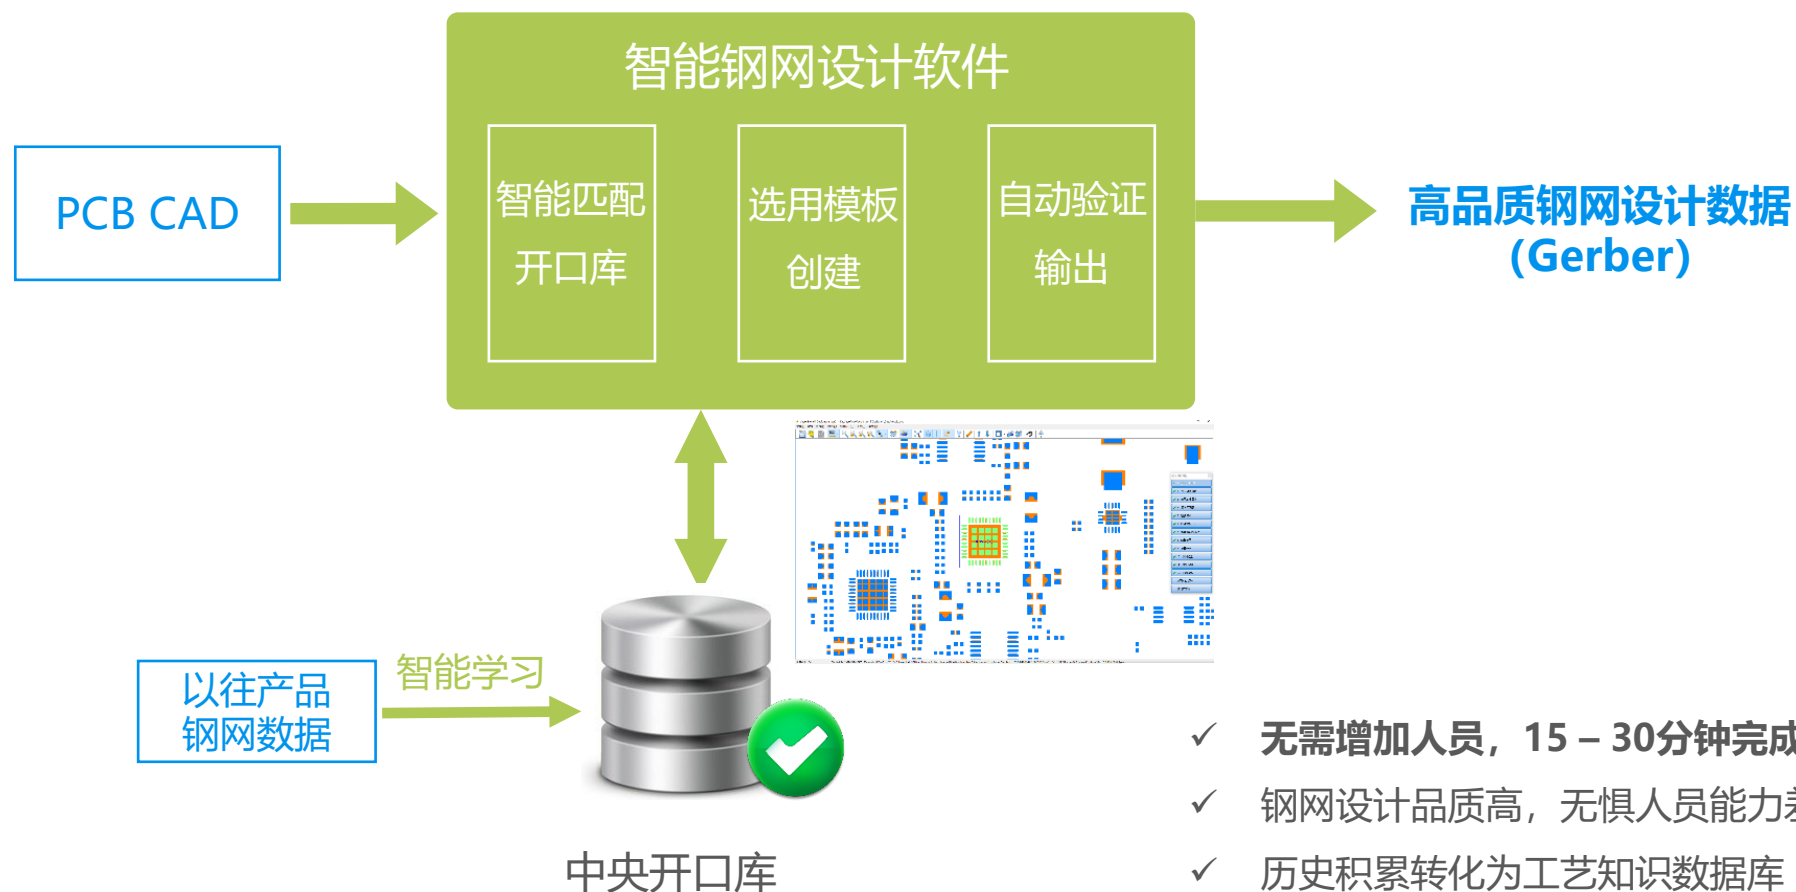 智能钢网设计软件
PCB CAD
智能匹配
开口库
选用模板
创建
自动验证
输出
高品质钢网设计数据
(Gerber)
以往产品
钢网数据
智能学习
中央开口库
✓ 无需增加人员，15 – 30分钟完成
✓ 钢网设计品质高，无惧人员能力差
✓ 历史积累转化为工艺知识数据库